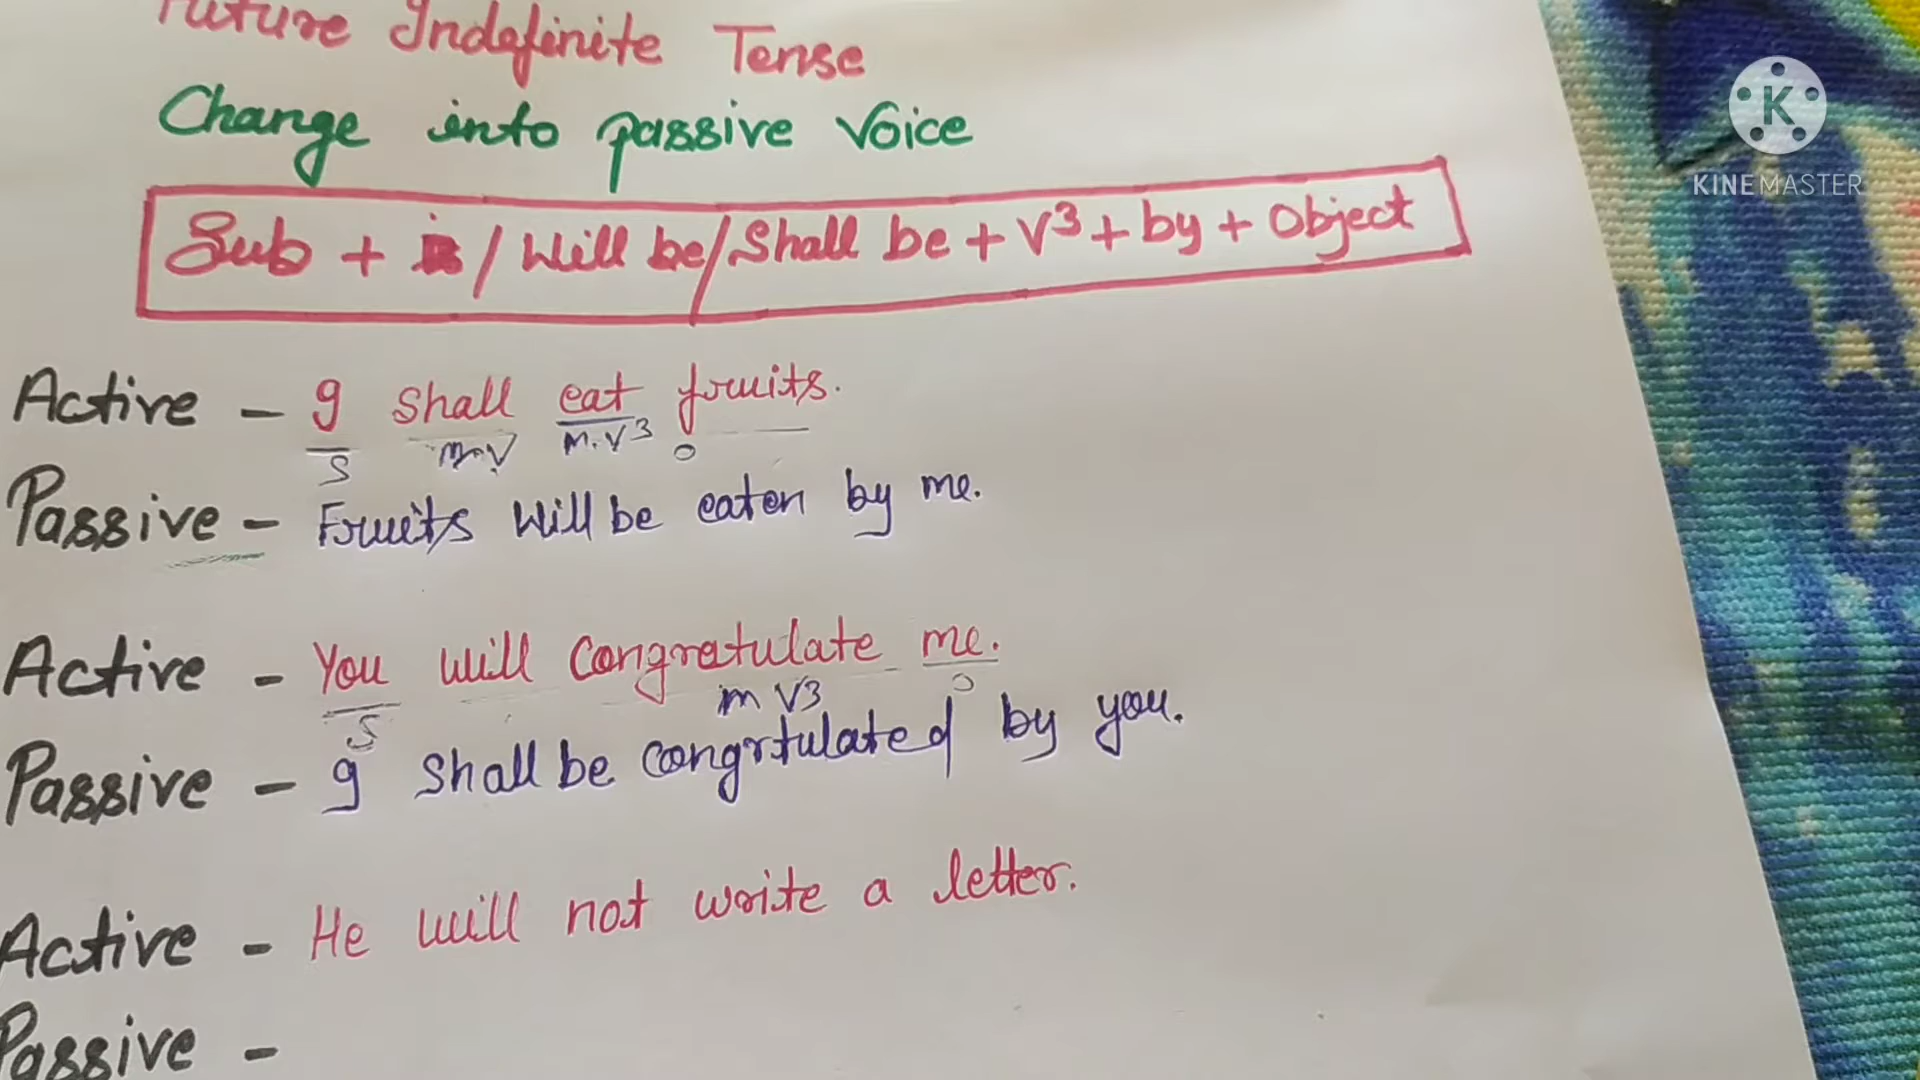 Future Indefinite Tense
Change into passive Voice
Sub + / Will be / Shall be + V³ + by + Object
Active - I shall eat fruits.
S m.V M.V3 O
Passive - Fruits Will be eaten by me.
Active - You will Congratulate me.
S m V3 O
Passive - I shall be congrtulated by you.
Active - He will not write a letter.
Passive -
K
KINEMASTER